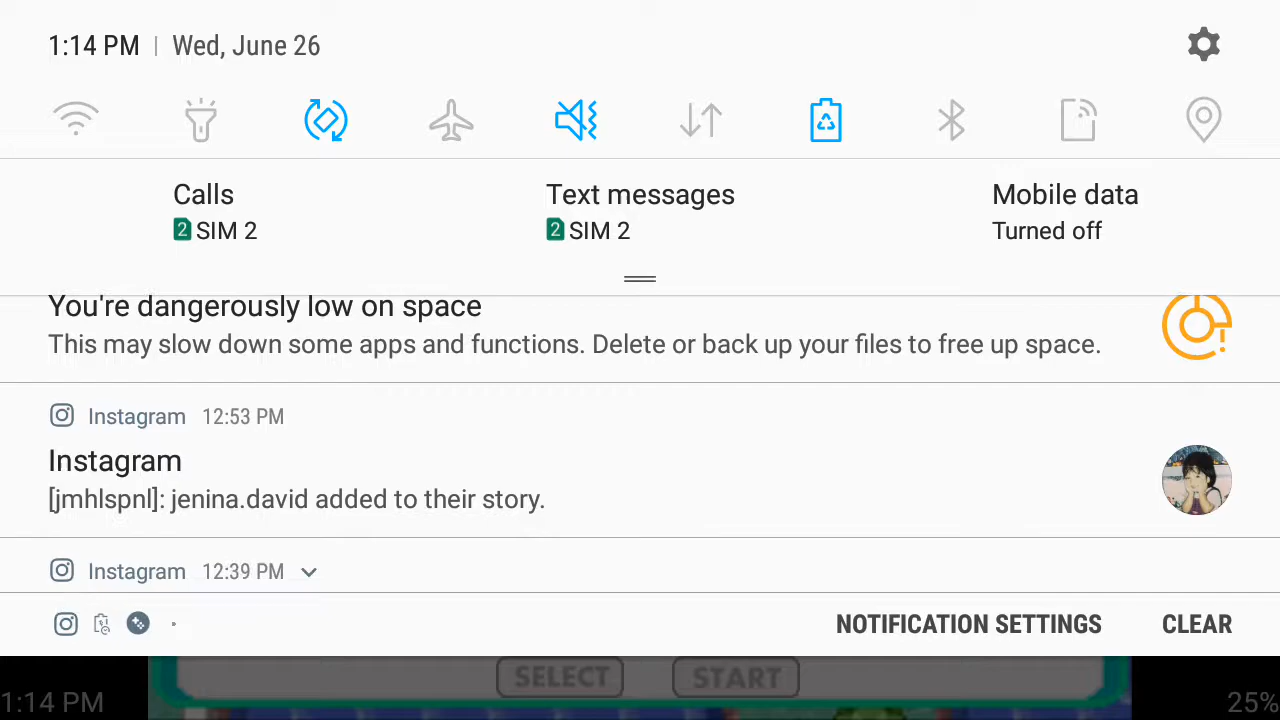 1:14 PM | Wed, June 26
Calls
2 SIM 2
Text messages
2 SIM 2
Mobile data
Turned off
You're dangerously low on space
This may slow down some apps and functions. Delete or back up your files to free up space.
Instagram 12:53 PM
Instagram
[jmhlspnl]: jenina.david added to their story.
Instagram 12:39 PM
NOTIFICATION SETTINGS CLEAR
SELECT START
1:14 PM 25%